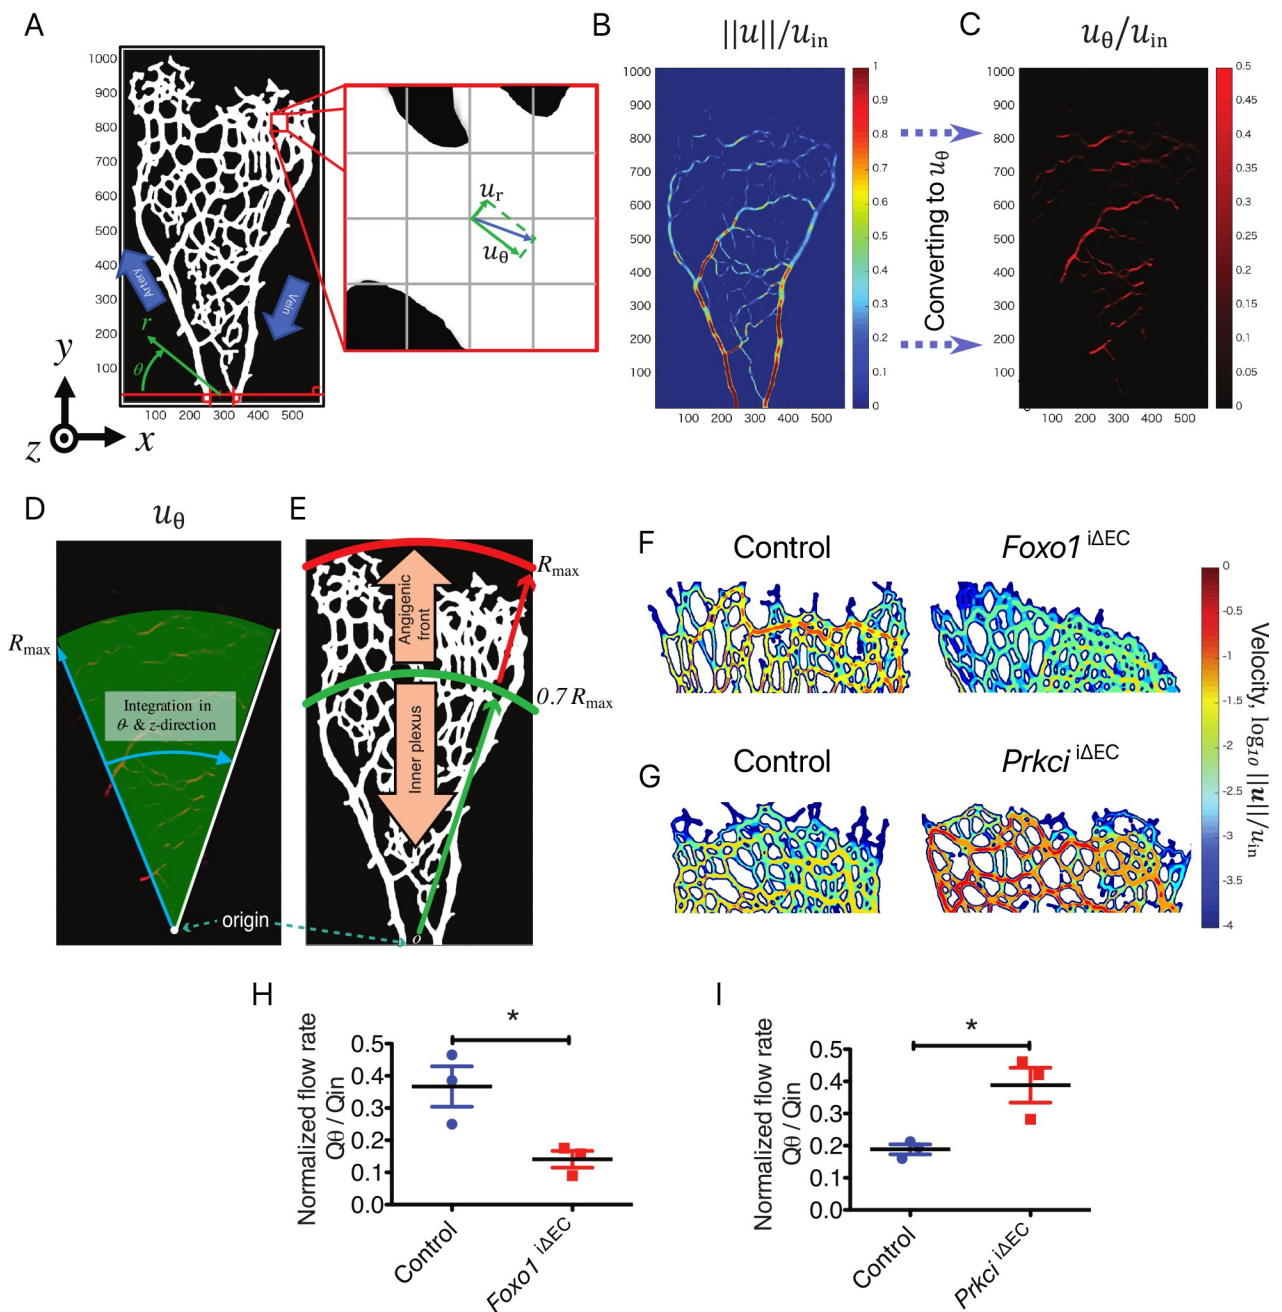 A
1000
900
800
700
600
500
400
300
200
100
100 200 300 400 500
Artery
Vein
r
θ
y
z
x
u_r
u_θ
B
||u||/u_in
1000
900
800
700
600
500
400
300
200
100
100 200 300 400 500
1
0.9
0.8
0.7
0.6
0.5
0.4
0.3
0.2
0.1
0
Converting to u_θ
C
u_θ/u_in
1000
900
800
700
600
500
400
300
200
100
100 200 300 400 500
0.5
0.45
0.4
0.35
0.3
0.25
0.2
0.15
0.1
0.05
0
D
u_θ
R_max
Integration in
θ- & z-direction
origin
E
R_max
Angigenic
front
0.7 R_max
Inner plexus
o
F
Control
Foxo1 iΔEC
G
Control
Prkci iΔEC
0
-0.5
-1
-1.5
-2
-2.5
-3
-3.5
-4
Velocity, log₁₀ ||u||/u_in
H
Normalized flow rate
Qθ / Qin
0.5
0.4
0.3
0.2
0.1
0.0
*
Control
Foxo1 iΔEC
I
Normalized flow rate
Qθ / Qin
0.5
0.4
0.3
0.2
0.1
0.0
*
Control
Prkci iΔEC